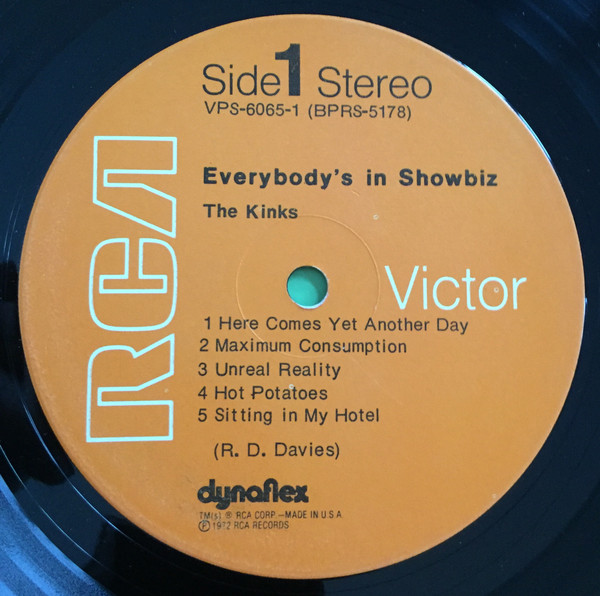 Side 1 Stereo
VPS-6065-1 (BPRS-5178)
Everybody's in Showbiz
The Kinks
RCA
Victor
1 Here Comes Yet Another Day
2 Maximum Consumption
3 Unreal Reality
4 Hot Potatoes
5 Sitting in My Hotel
(R. D. Davies)
dynaflex
TM(s) ® RCA CORP.—MADE IN U.S.A.
Ⓟ 1972 RCA RECORDS